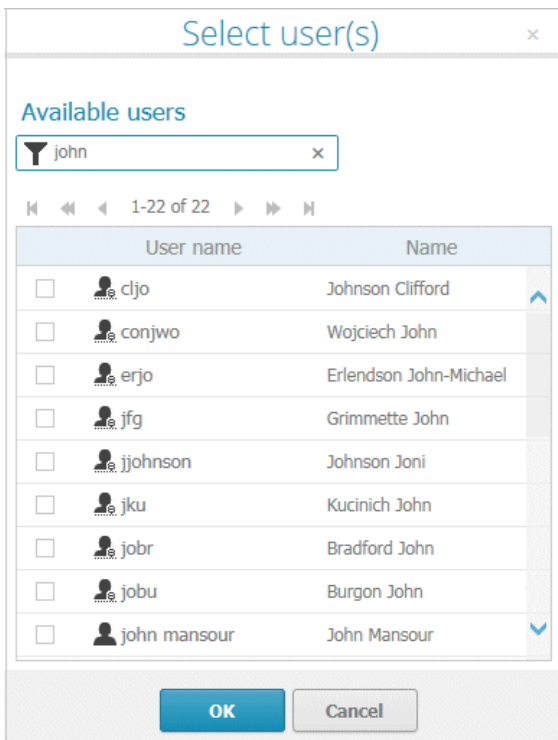 Select user(s)
Available users
john
1-22 of 22
User name Name
cljo Johnson Clifford
conjwo Wojciech John
erjo Erlendson John-Michael
jfg Grimmette John
jjohnson Johnson Joni
jku Kucinich John
jobr Bradford John
jobu Burgon John
john mansour John Mansour
OK Cancel